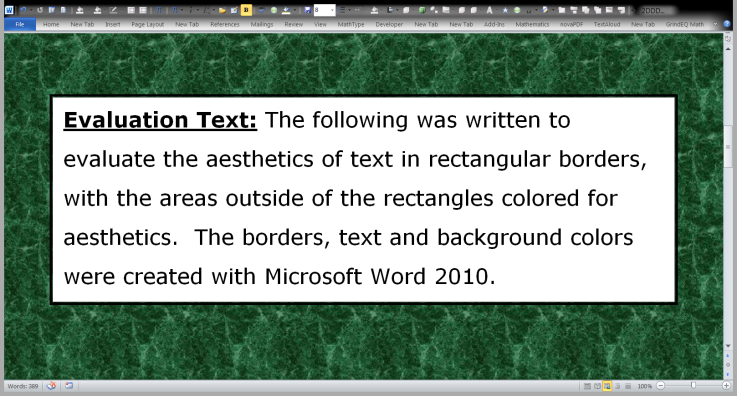 File Home New Tab Insert Page Layout New Tab References Mailings Review View MathType Developer New Tab New Tab Add-Ins Mathematics novaPDF TextAloud New Tab GrindEQ Math
Evaluation Text: The following was written to
evaluate the aesthetics of text in rectangular borders,
with the areas outside of the rectangles colored for
aesthetics.  The borders, text and background colors
were created with Microsoft Word 2010.
Words: 389 100%